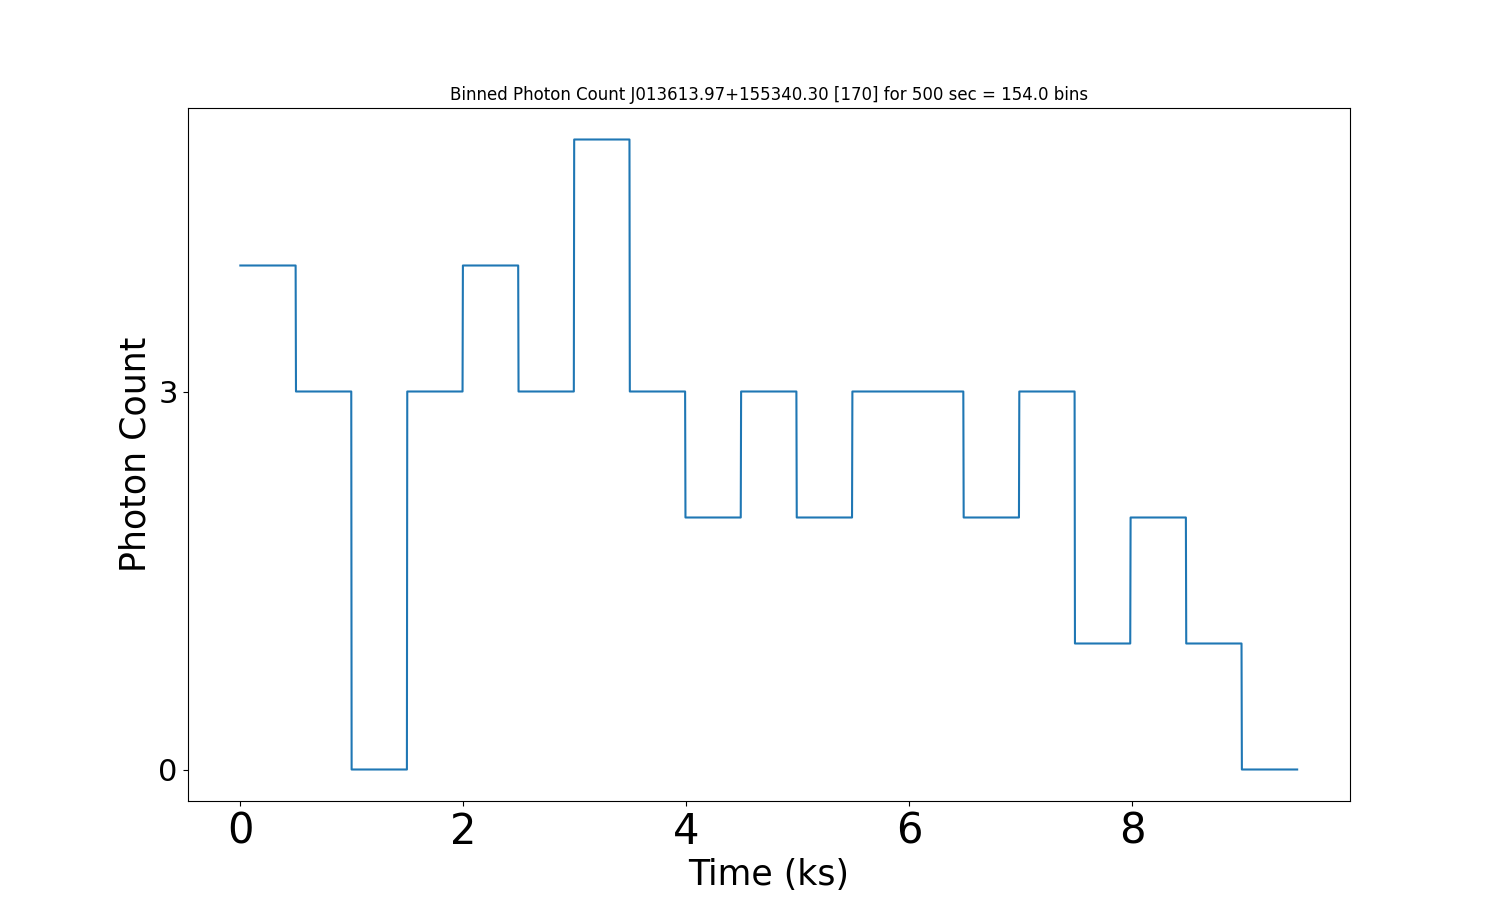 Binned Photon Count J013613.97+155340.30 [170] for 500 sec = 154.0 bins
Photon Count
3
0
0 2 4 6 8
Time (ks)